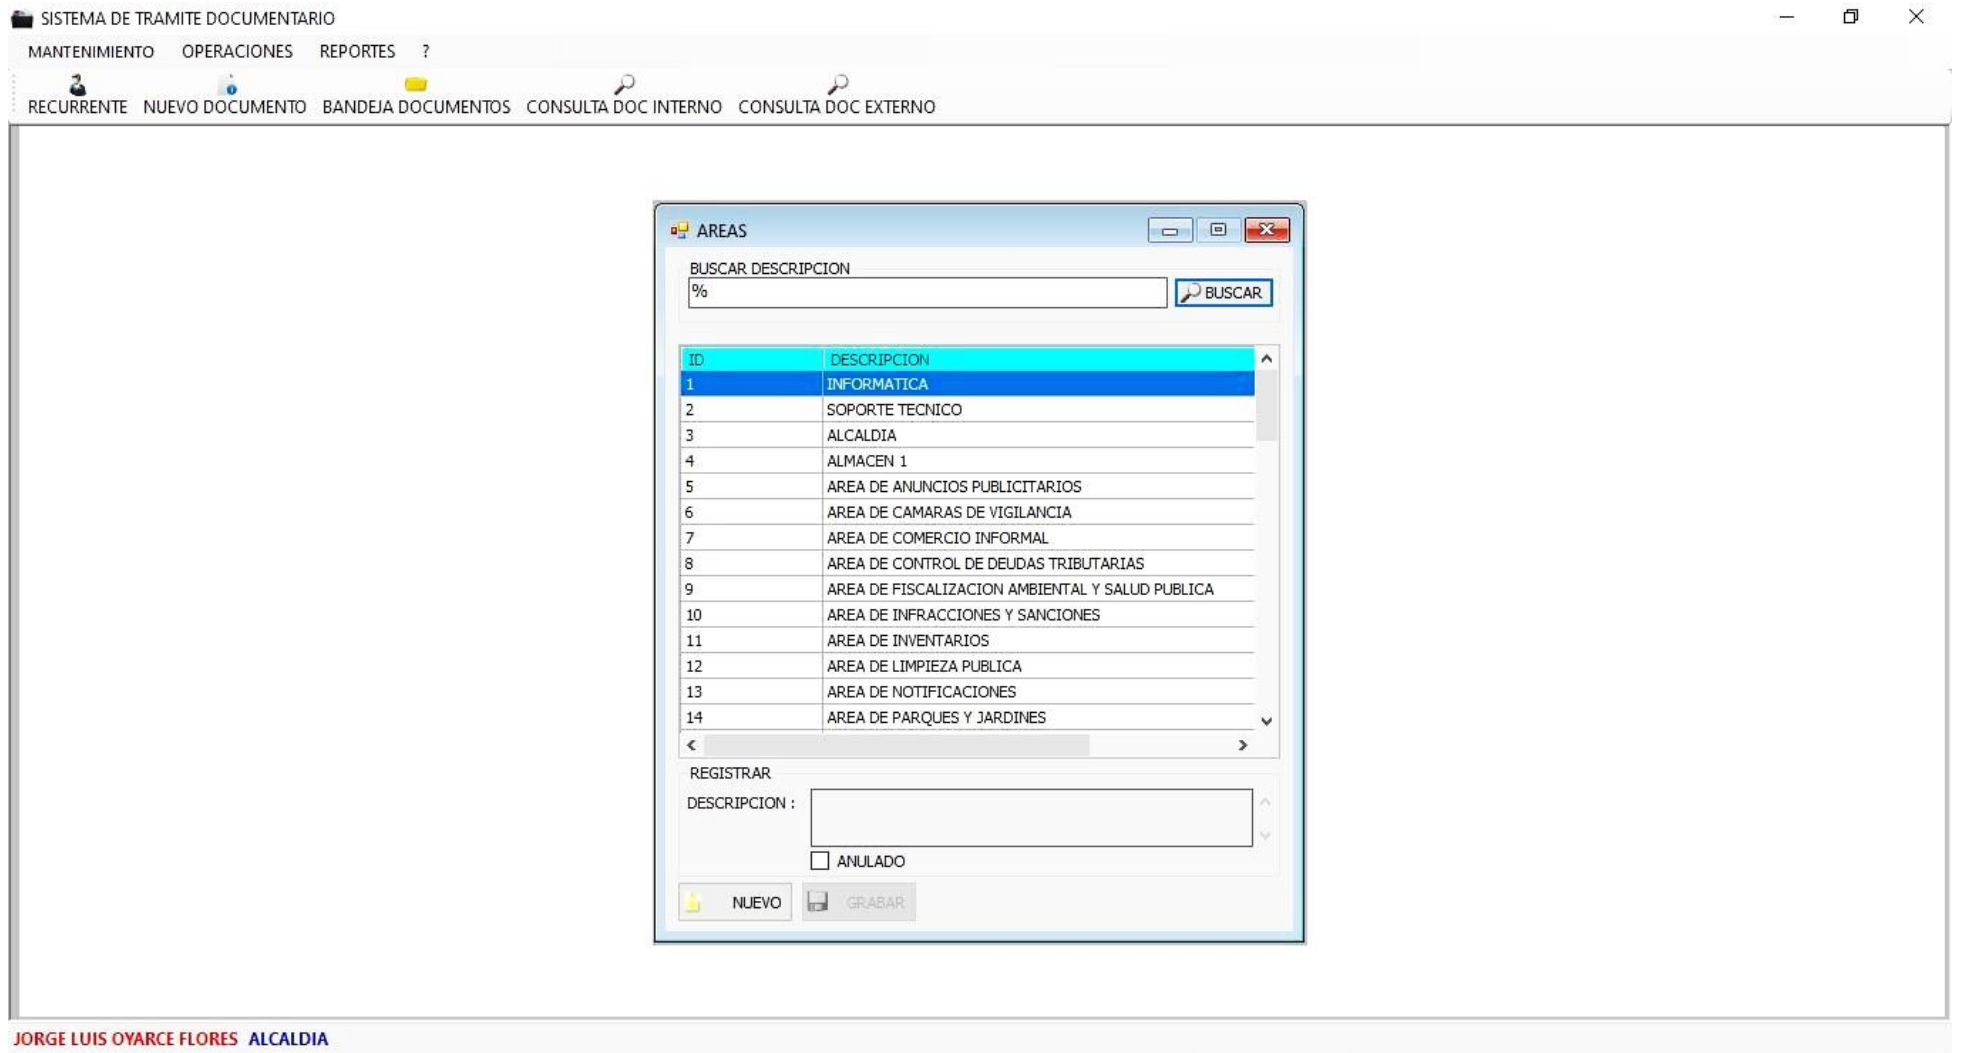 SISTEMA DE TRAMITE DOCUMENTARIO
MANTENIMIENTO OPERACIONES REPORTES ?
RECURRENTE NUEVO DOCUMENTO BANDEJA DOCUMENTOS CONSULTA DOC INTERNO CONSULTA DOC EXTERNO
AREAS
BUSCAR DESCRIPCION
% BUSCAR
ID DESCRIPCION
1 INFORMATICA
2 SOPORTE TECNICO
3 ALCALDIA
4 ALMACEN 1
5 AREA DE ANUNCIOS PUBLICITARIOS
6 AREA DE CAMARAS DE VIGILANCIA
7 AREA DE COMERCIO INFORMAL
8 AREA DE CONTROL DE DEUDAS TRIBUTARIAS
9 AREA DE FISCALIZACION AMBIENTAL Y SALUD PUBLICA
10 AREA DE INFRACCIONES Y SANCIONES
11 AREA DE INVENTARIOS
12 AREA DE LIMPIEZA PUBLICA
13 AREA DE NOTIFICACIONES
14 AREA DE PARQUES Y JARDINES
REGISTRAR
DESCRIPCION :
ANULADO
NUEVO GRABAR
JORGE LUIS OYARCE FLORES ALCALDIA